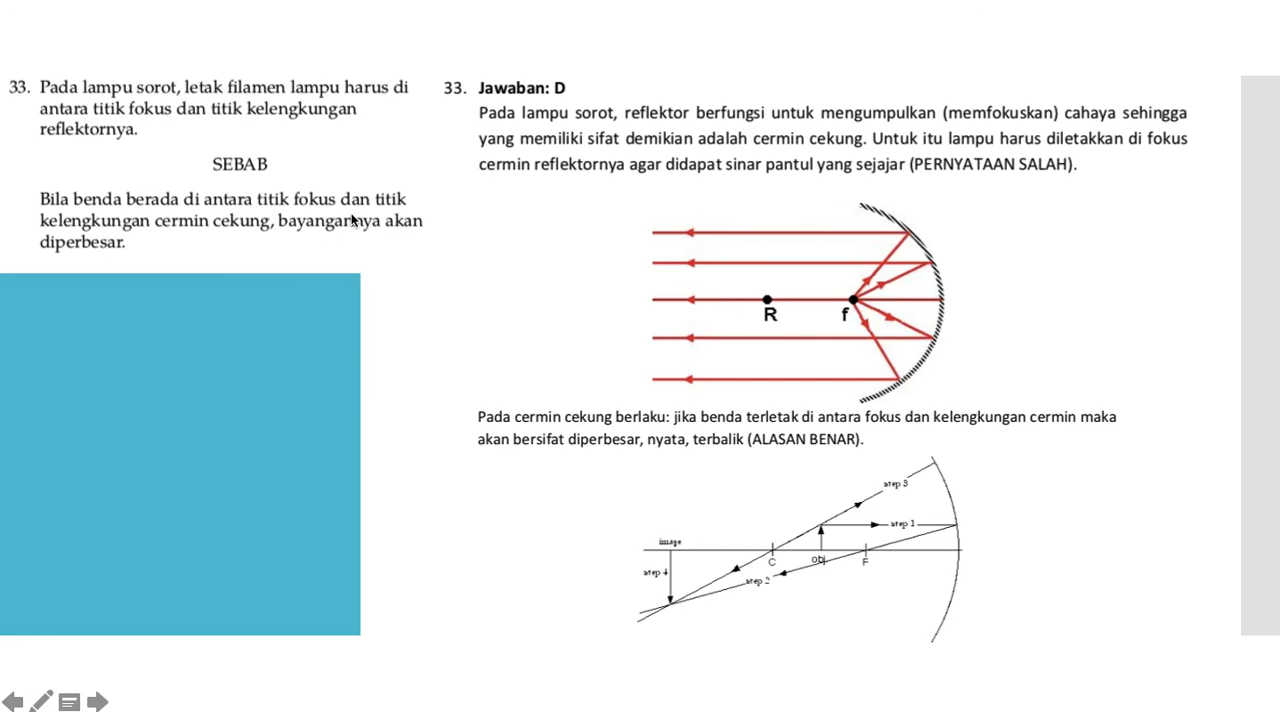 33. Pada lampu sorot, letak filamen lampu harus di
antara titik fokus dan titik kelengkungan
reflektornya.
SEBAB
Bila benda berada di antara titik fokus dan titik
kelengkungan cermin cekung, bayangannya akan
diperbesar.
33. Jawaban: D
Pada lampu sorot, reflektor berfungsi untuk mengumpulkan (memfokuskan) cahaya sehingga
yang memiliki sifat demikian adalah cermin cekung. Untuk itu lampu harus diletakkan di fokus
cermin reflektornya agar didapat sinar pantul yang sejajar (PERNYATAAN SALAH).
R
f
Pada cermin cekung berlaku: jika benda terletak di antara fokus dan kelengkungan cermin maka
akan bersifat diperbesar, nyata, terbalik (ALASAN BENAR).
step 3
step 1
image
C
obj.
F
step 4
step 2